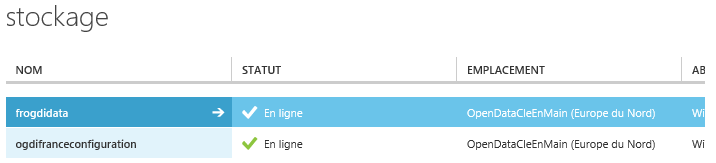 stockage
NOM STATUT EMPLACEMENT AB
frogdidata En ligne OpenDataCleEnMain (Europe du Nord) Wi
ogdifranceconfiguration En ligne OpenDataCleEnMain (Europe du Nord) Wi